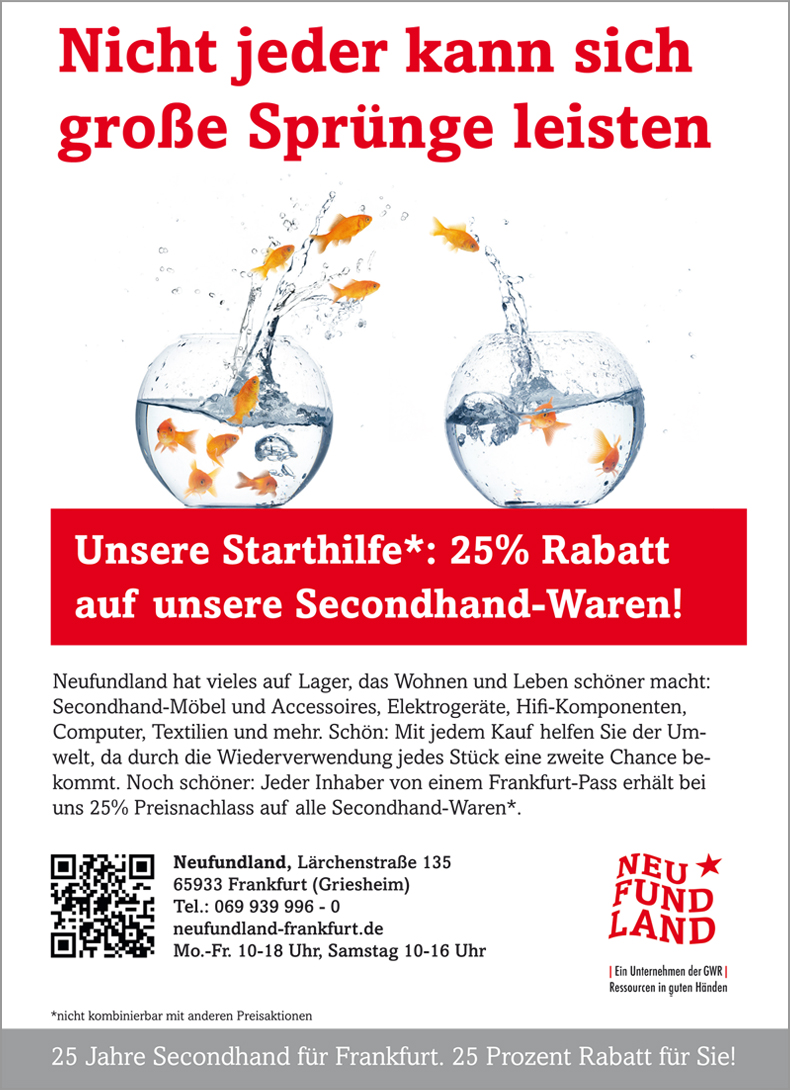 Nicht jeder kann sich
große Sprünge leisten
Unsere Starthilfe*: 25% Rabatt
auf unsere Secondhand-Waren!
Neufundland hat vieles auf Lager, das Wohnen und Leben schöner macht:
Secondhand-Möbel und Accessoires, Elektrogeräte, Hifi-Komponenten,
Computer, Textilien und mehr. Schön: Mit jedem Kauf helfen Sie der Um-
welt, da durch die Wiederverwendung jedes Stück eine zweite Chance be-
kommt. Noch schöner: Jeder Inhaber von einem Frankfurt-Pass erhält bei
uns 25% Preisnachlass auf alle Secondhand-Waren*.
Neufundland, Lärchenstraße 135
65933 Frankfurt (Griesheim)
Tel.: 069 939 996 - 0
neufundland-frankfurt.de
Mo.-Fr. 10-18 Uhr, Samstag 10-16 Uhr
NEU
FUND
LAND
| Ein Unternehmen der GWR |
Ressourcen in guten Händen
*nicht kombinierbar mit anderen Preisaktionen
25 Jahre Secondhand für Frankfurt. 25 Prozent Rabatt für Sie!